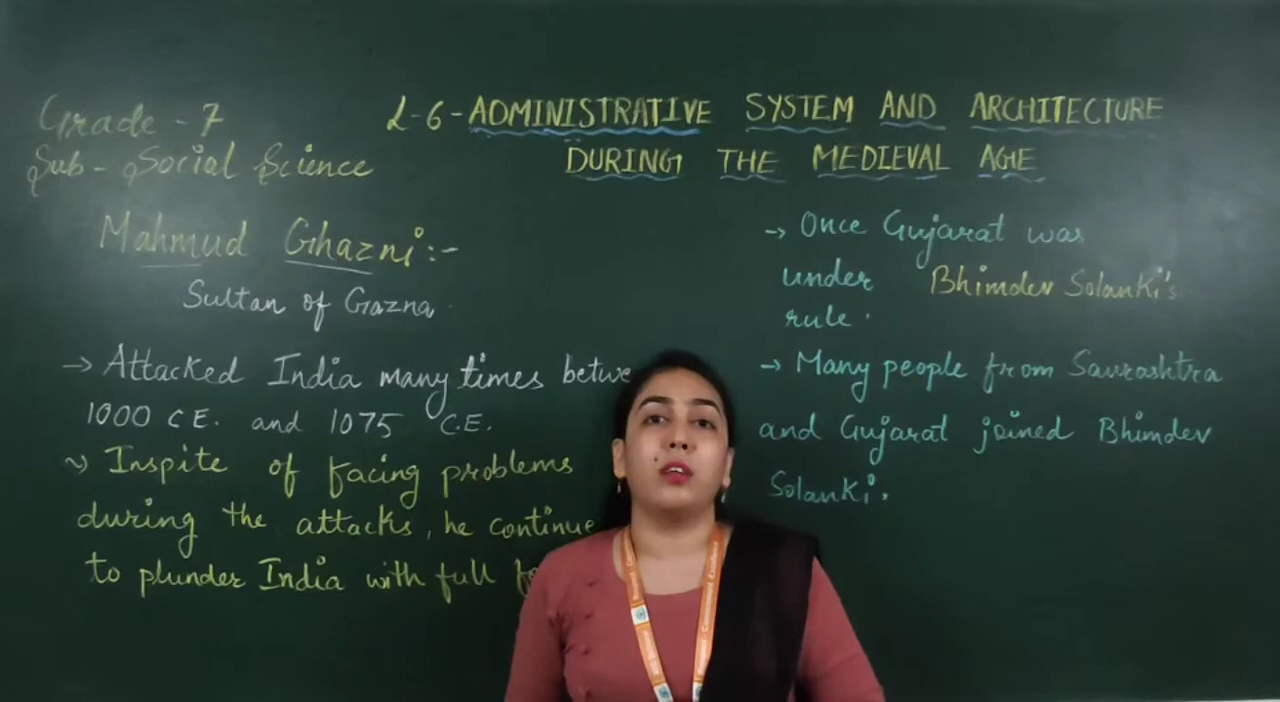 Grade - 7
Sub - Social Science
L-6-ADMINISTRATIVE SYSTEM AND ARCHITECTURE
DURING THE MEDIEVAL AGE
Mahmud Ghazni:-
Sultan of Gazna.
→ Attacked India many times betwe
1000 C.E. and 1075 C.E.
→ Inspite of facing problems
during the attacks, he continue
to plunder India with full
→ Once Gujarat was
under Bhimdev Solanki's
rule.
→ Many people from Saurashtra
and Gujarat joined Bhimdev
Solanki.